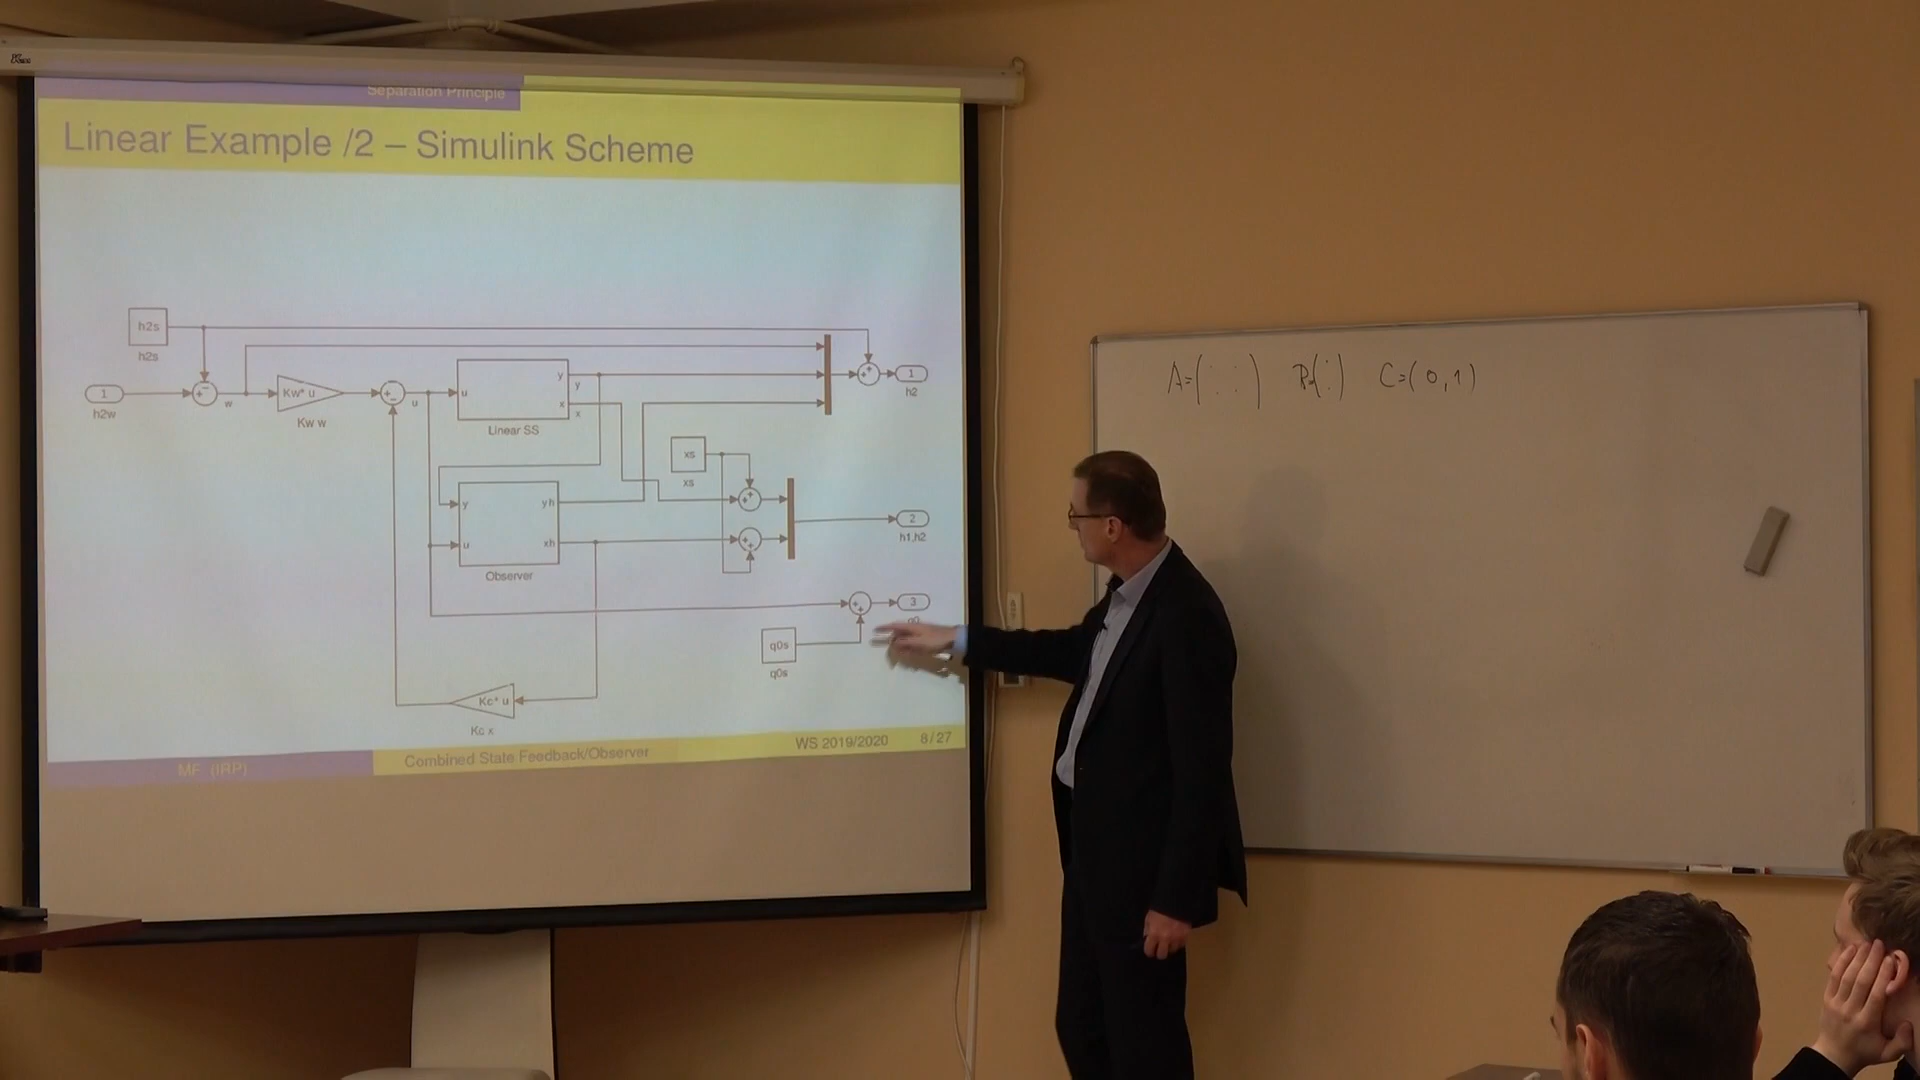 Separation Principle
Linear Example /2 – Simulink Scheme
h2s
h2s
1
h2w
w
Kw* u
Kw w
u
u
y
x
y
x
Linear SS
1
h2
xs
xs
y
u
yh
xh
Observer
2
h1,h2
3
q0
q0s
q0s
Kc* u
Kc x
MF (IRP)
Combined State Feedback/Observer
WS 2019/2020
8 / 27
A=( : : ) B=( : ) C=( 0, 1 )